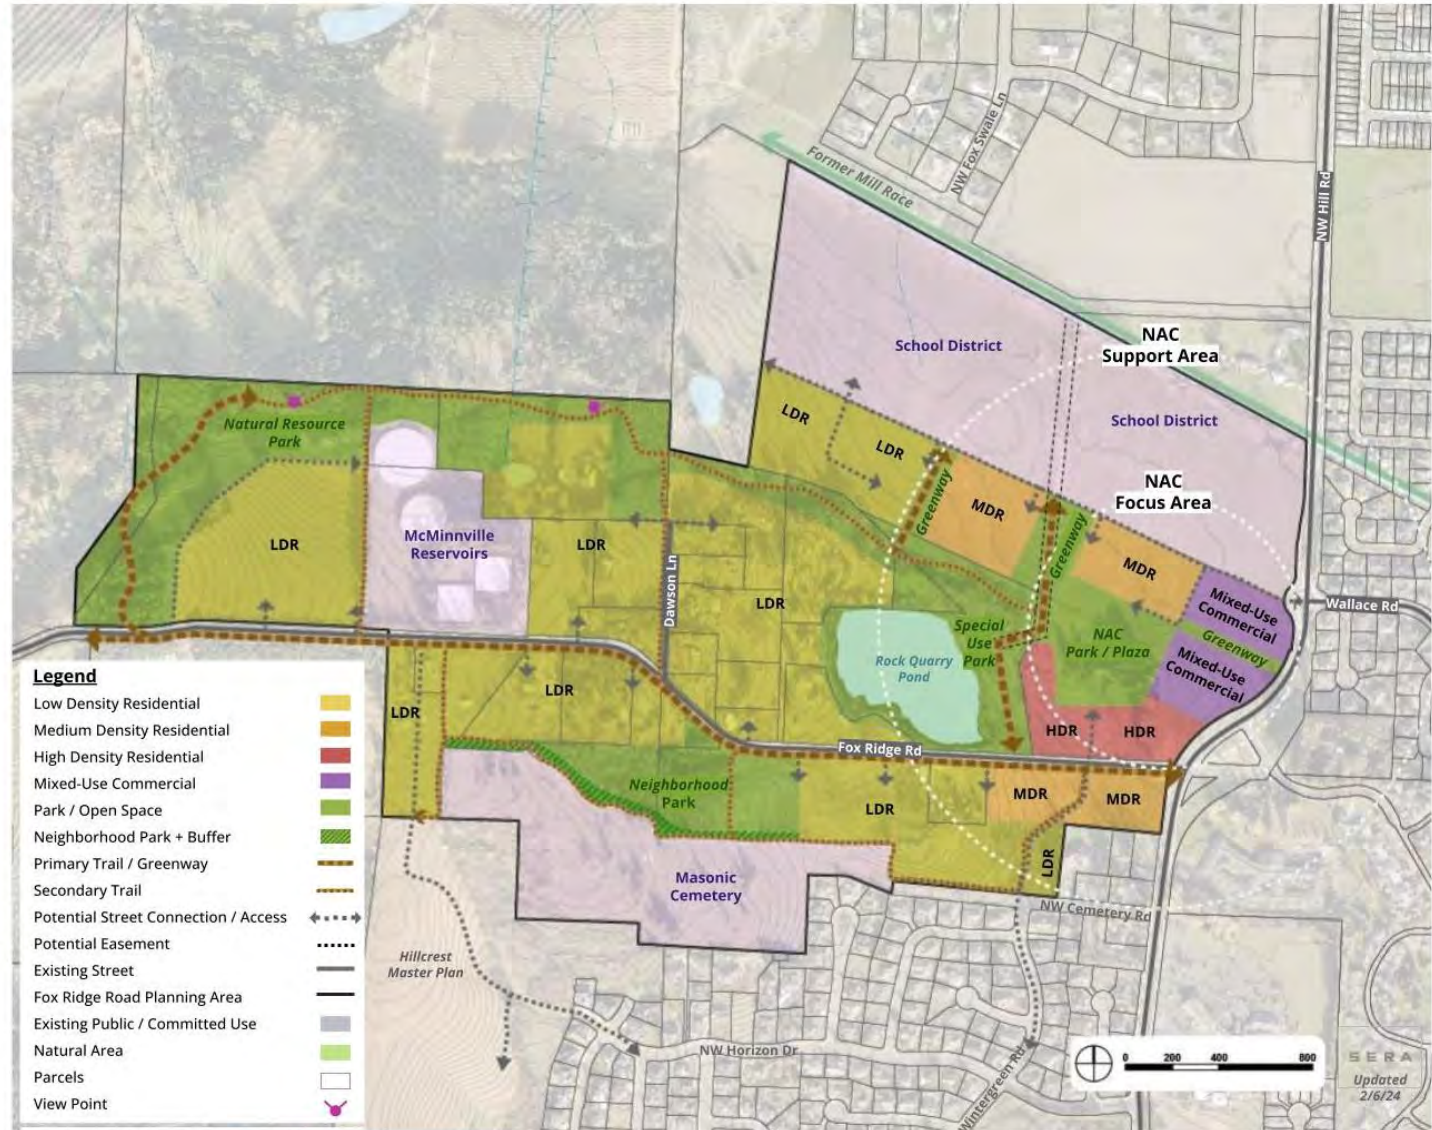 NW Fox Swale Ln
Former Mill Race
NW Hill Rd
School District
NAC
Support Area
School District
NAC
Focus Area
LDR
LDR
Greenway
MDR
Greenway
MDR
Mixed-Use
Commercial
Greenway
Mixed-Use
Commercial
Wallace Rd
Natural Resource
Park
LDR
McMinnville
Reservoirs
LDR
Dawson Ln
LDR
Special
Use
Park
NAC
Park / Plaza
Rock Quarry
Pond
HDR
HDR
LDR
LDR
Fox Ridge Rd
Neighborhood
Park
LDR
MDR
MDR
LDR
Masonic
Cemetery
NW Cemetery Rd
Hillcrest
Master Plan
NW Horizon Dr
Wintergreen Rd
Legend
Low Density Residential
Medium Density Residential
High Density Residential
Mixed-Use Commercial
Park / Open Space
Neighborhood Park + Buffer
Primary Trail / Greenway
Secondary Trail
Potential Street Connection / Access
Potential Easement
Existing Street
Fox Ridge Road Planning Area
Existing Public / Committed Use
Natural Area
Parcels
View Point
0 200 400 800
SERA
Updated
2/6/24